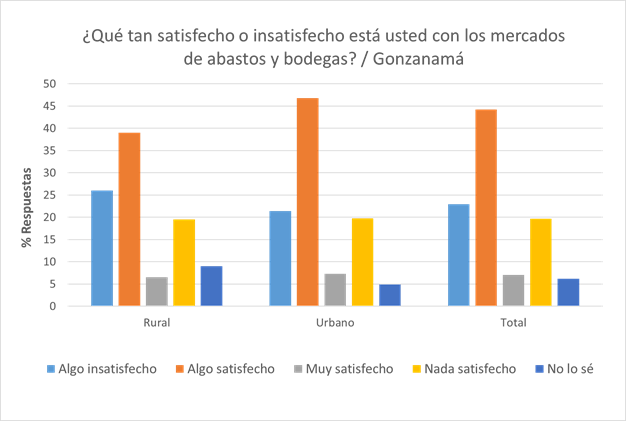 ¿Qué tan satisfecho o insatisfecho está usted con los mercados
de abastos y bodegas? / Gonzanamá
50
45
40
35
30
25
20
15
10
5
0
% Respuestas
Rural Urbano Total
Algo insatisfecho Algo satisfecho Muy satisfecho Nada satisfecho No lo sé